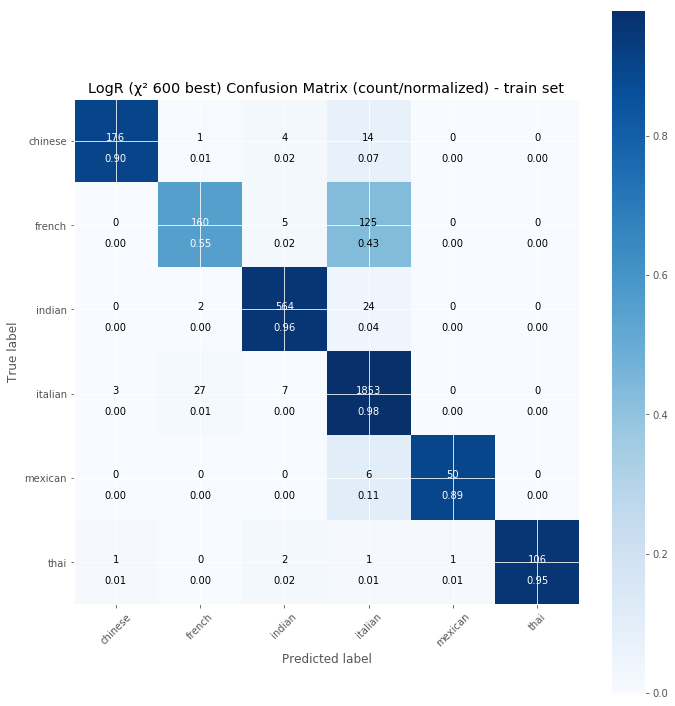 LogR (χ² 600 best) Confusion Matrix (count/normalized) - train set
chinese 176 1 4 14 0 0
0.90 0.01 0.02 0.07 0.00 0.00
french 0 160 5 125 0 0
0.00 0.55 0.02 0.43 0.00 0.00
indian 0 2 564 24 0 0
0.00 0.00 0.96 0.04 0.00 0.00
italian 3 27 7 1853 0 0
0.00 0.01 0.00 0.98 0.00 0.00
mexican 0 0 0 6 50 0
0.00 0.00 0.00 0.11 0.89 0.00
thai 1 0 2 1 1 106
0.01 0.00 0.02 0.01 0.01 0.95
chinese french indian italian mexican thai
Predicted label
True label
0.8
0.6
0.4
0.2
0.0